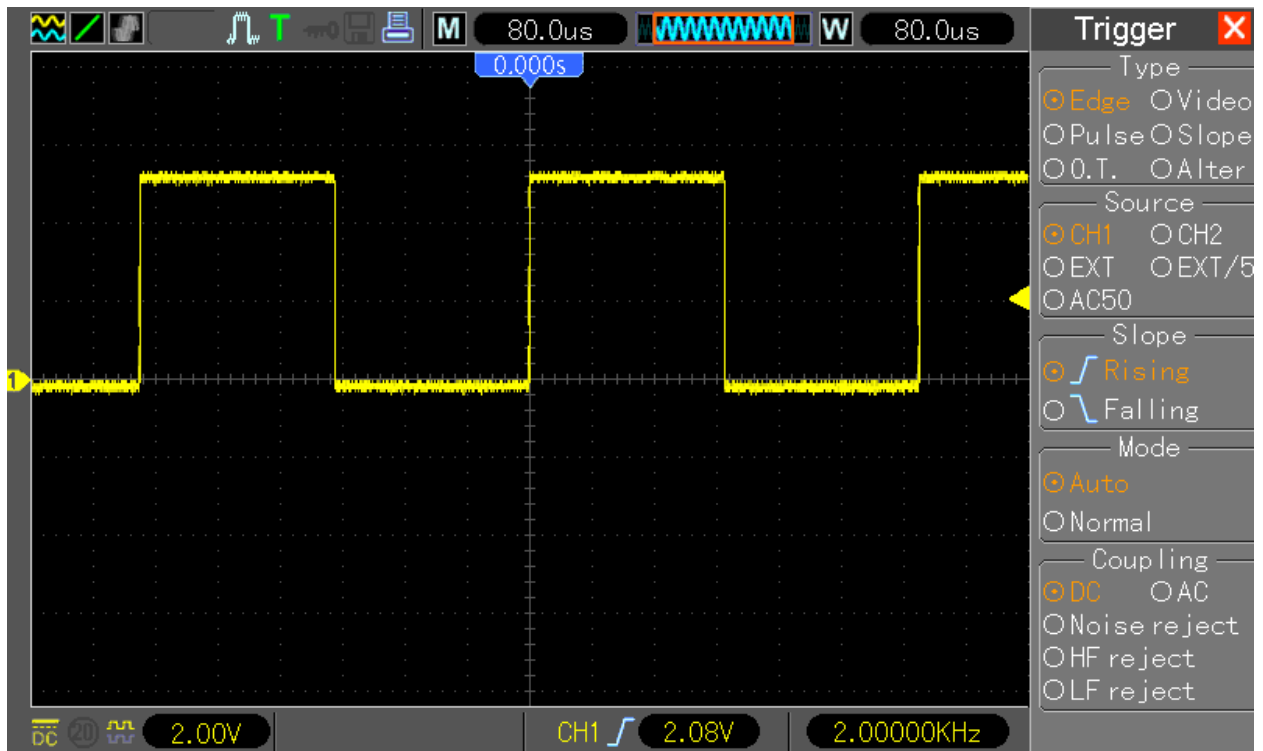 T M 80.0us W 80.0us
0.000s
1
DC 2D 2.00V CH1 2.08V 2.00000KHz
Trigger X
Type
Edge Video
Pulse Slope
O.T. Alter
Source
CH1 CH2
EXT EXT/5
AC50
Slope
Rising
Falling
Mode
Auto
Normal
Coupling
DC AC
Noise reject
HF reject
LF reject